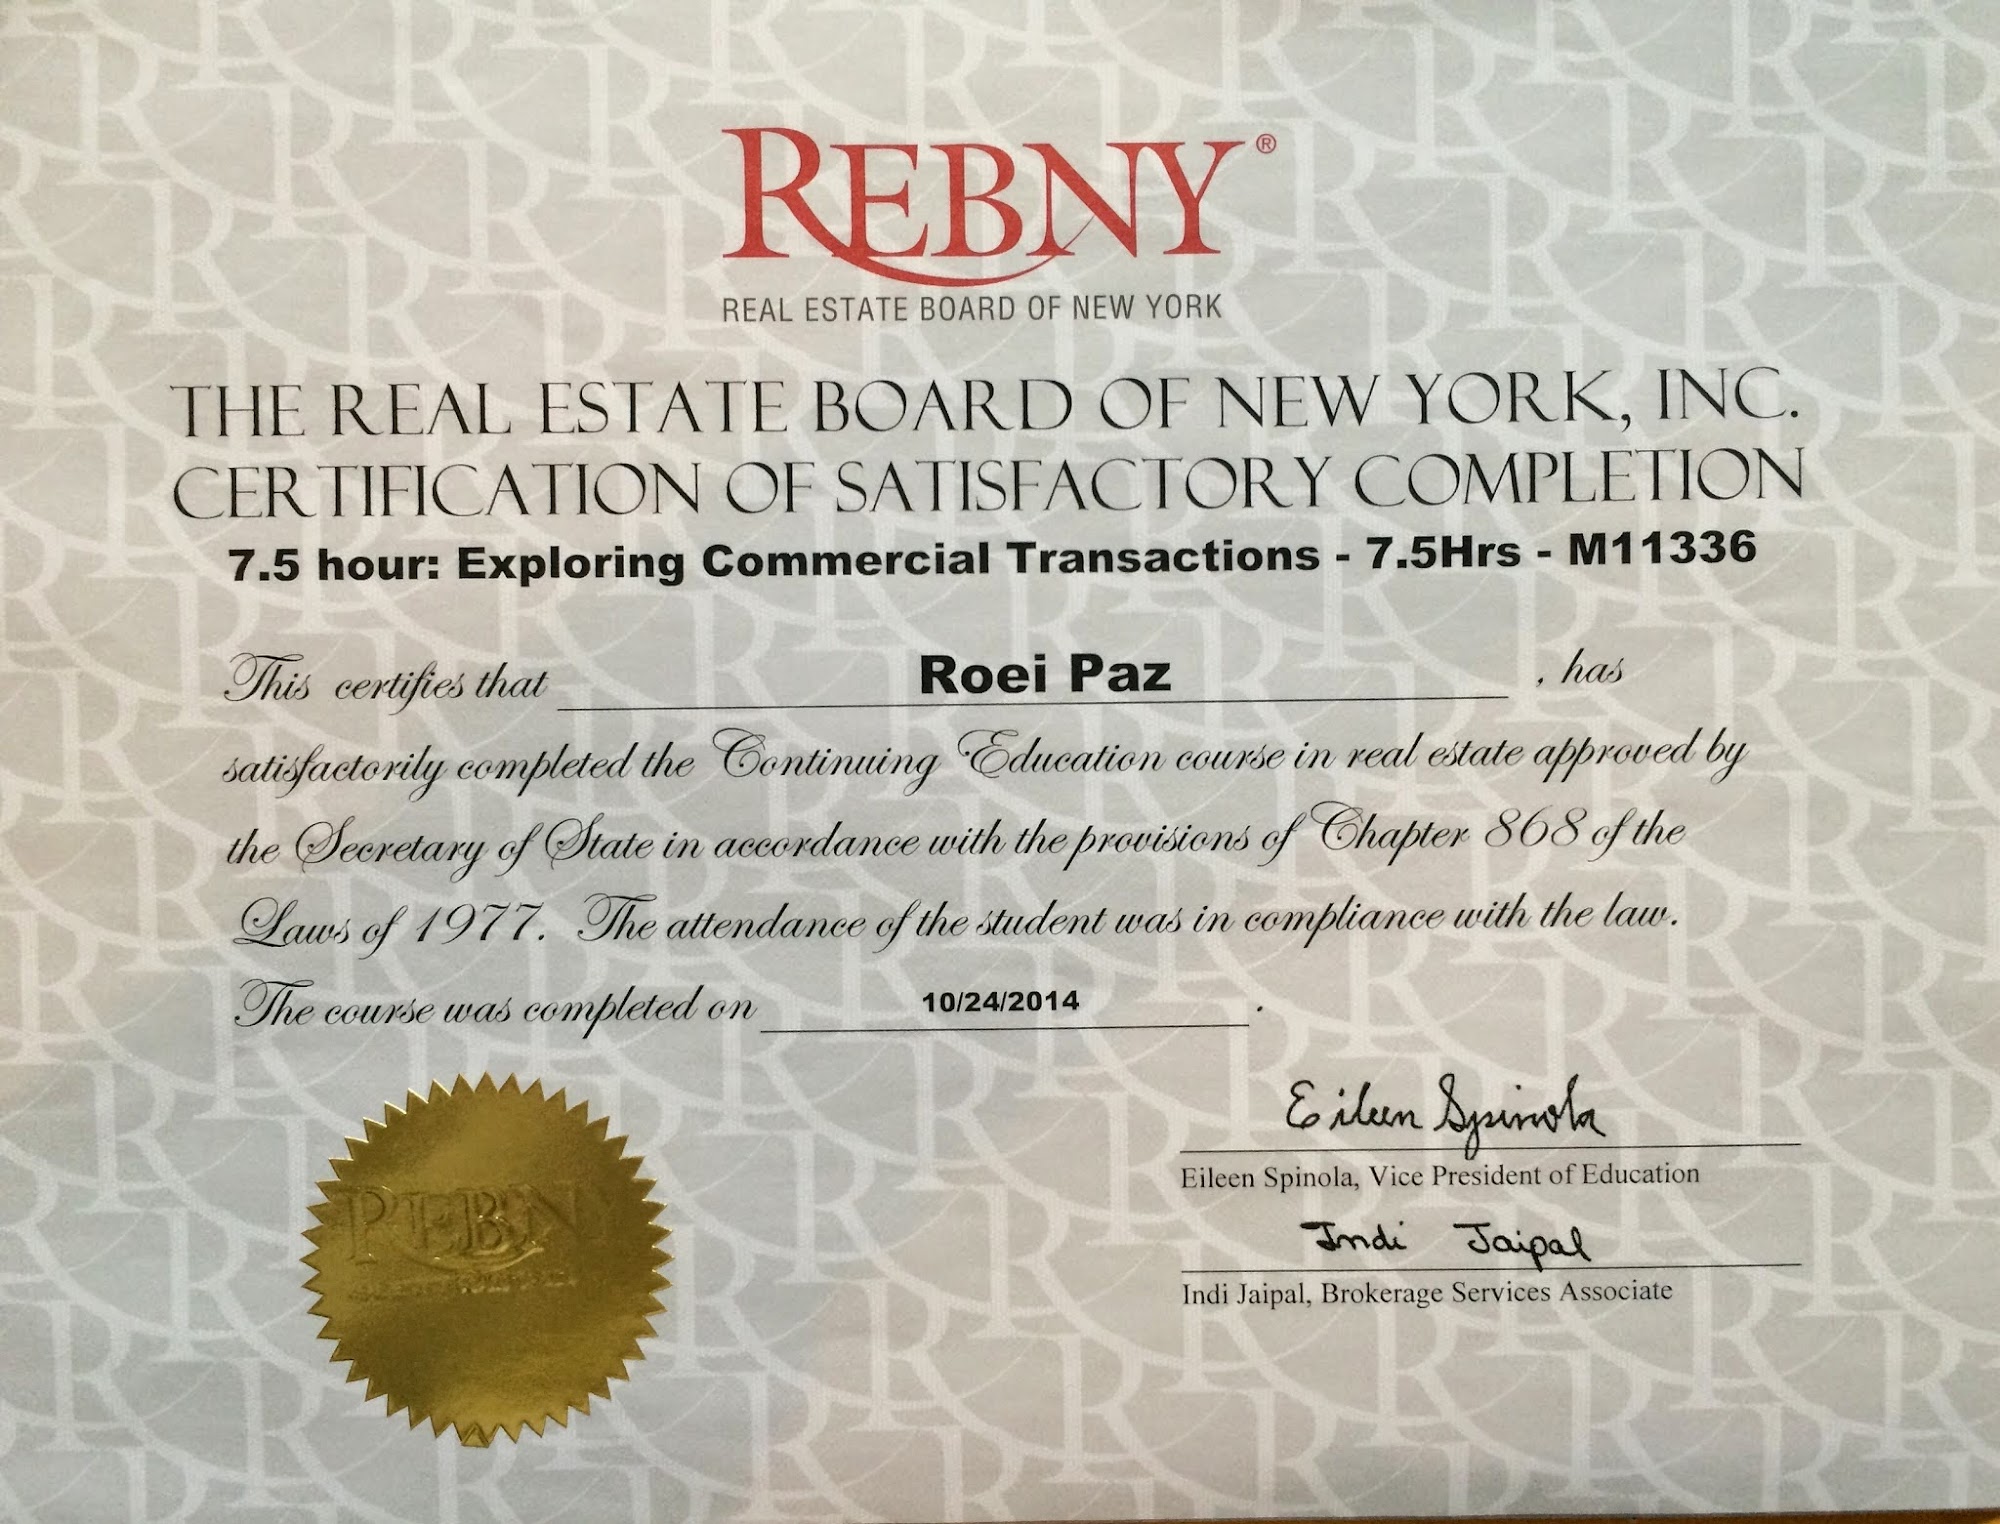 REBNY®
REAL ESTATE BOARD OF NEW YORK
THE REAL ESTATE BOARD OF NEW YORK, INC.
CERTIFICATION OF SATISFACTORY COMPLETION
7.5 hour: Exploring Commercial Transactions - 7.5Hrs - M11336
This certifies that Roei Paz , has
satisfactorily completed the Continuing Education course in real estate approved by
the Secretary of State in accordance with the provisions of Chapter 868 of the
Laws of 1977. The attendance of the student was in compliance with the law.
The course was completed on 10/24/2014 .
Eileen Spinola
Eileen Spinola, Vice President of Education
Indi Jaipal
Indi Jaipal, Brokerage Services Associate
REBN